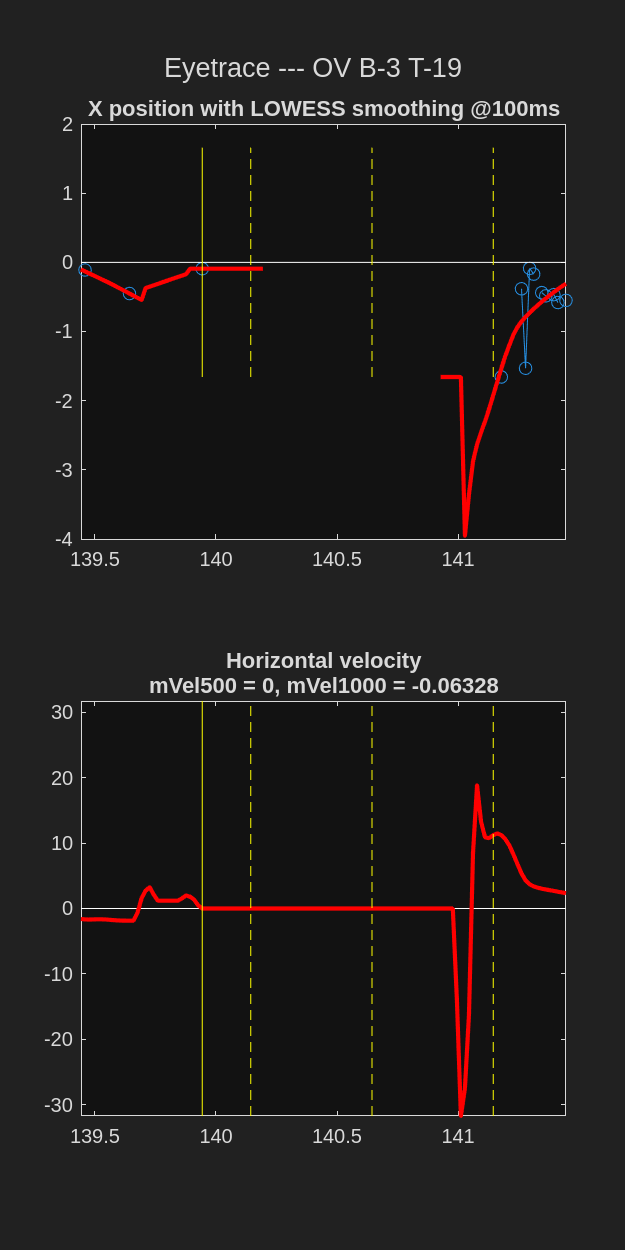 Eyetrace --- OV B-3 T-19
X position with LOWESS smoothing @100ms
2
1
0
-1
-2
-3
-4
139.5 140 140.5 141
Horizontal velocity
mVel500 = 0, mVel1000 = -0.06328
30
20
10
0
-10
-20
-30
139.5 140 140.5 141